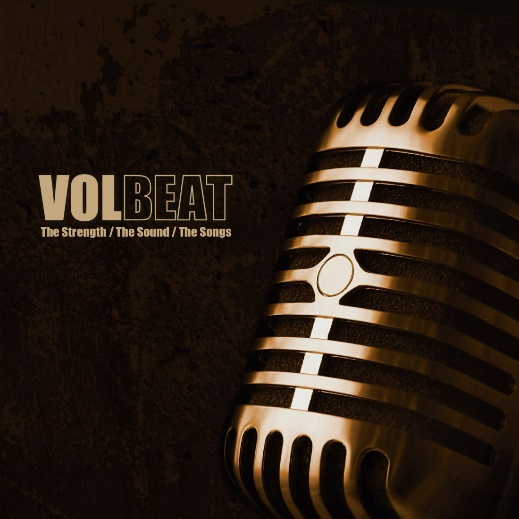 VOLBEAT
The Strength / The Sound / The Songs